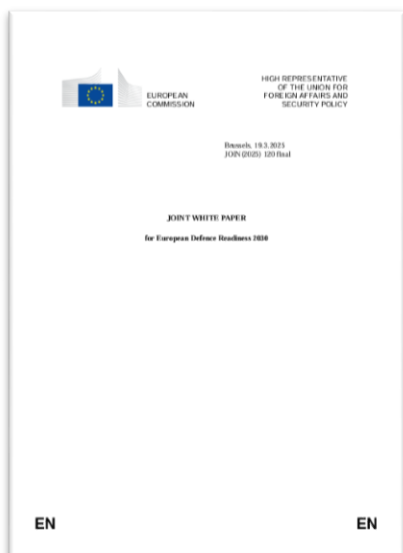 EUROPEAN
COMMISSION
HIGH REPRESENTATIVE
OF THE UNION FOR
FOREIGN AFFAIRS AND
SECURITY POLICY
Brussels, 19.3.2025
JOIN(2025) 120 final
JOINT WHITE PAPER
for European Defence Readiness 2030
EN
EN